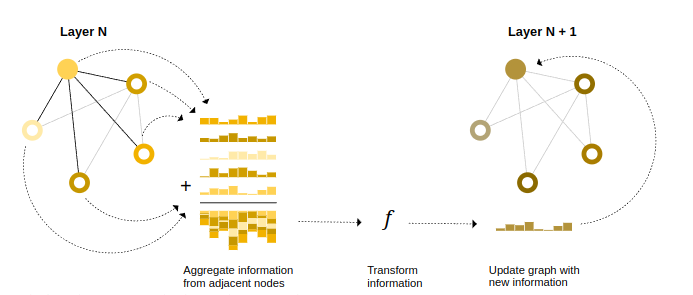 Layer N
Layer N + 1
+
f
Aggregate information
from adjacent nodes
Transform
information
Update graph with
new information